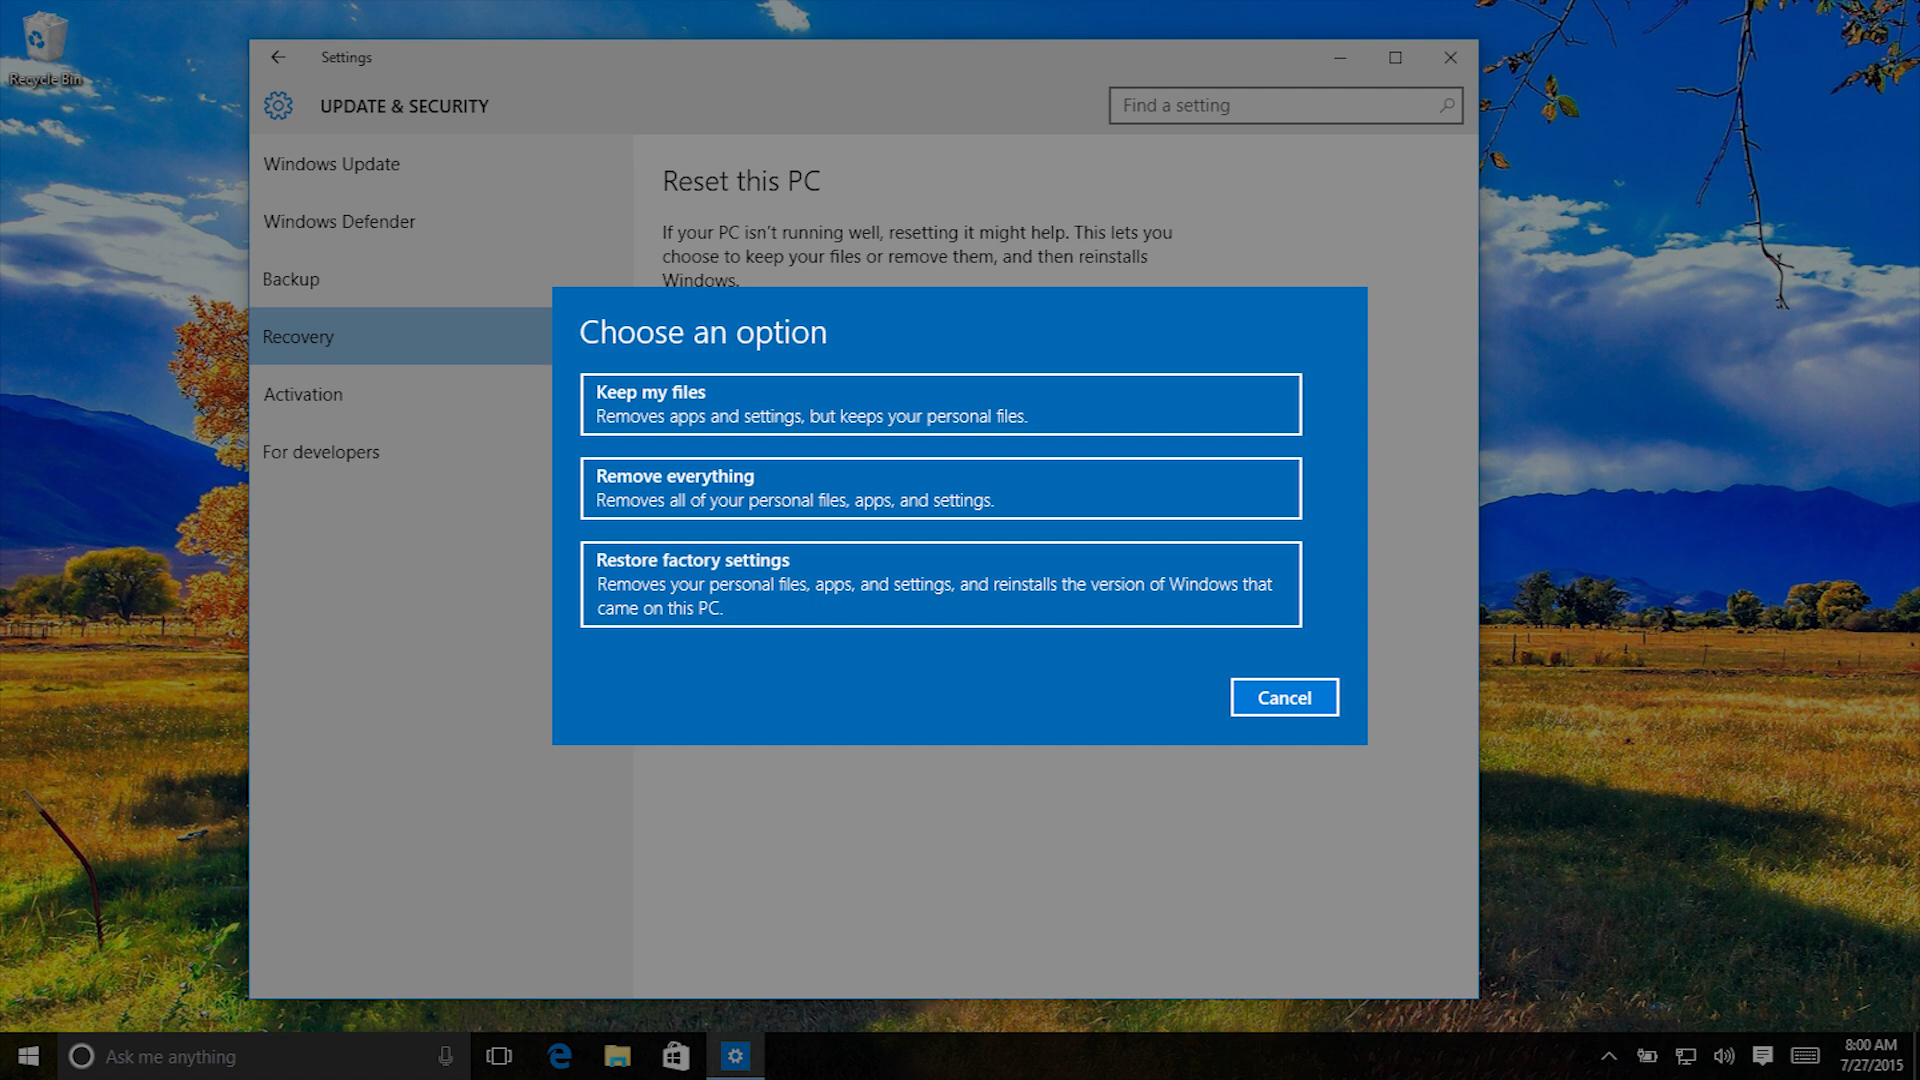 Recycle Bin
Settings
UPDATE & SECURITY
Find a setting
Windows Update
Windows Defender
Backup
Recovery
Activation
For developers
Reset this PC
If your PC isn't running well, resetting it might help. This lets you
choose to keep your files or remove them, and then reinstalls
Windows.
Choose an option
Keep my files
Removes apps and settings, but keeps your personal files.
Remove everything
Removes all of your personal files, apps, and settings.
Restore factory settings
Removes your personal files, apps, and settings, and reinstalls the version of Windows that
came on this PC.
Cancel
Ask me anything
8:00 AM
7/27/2015